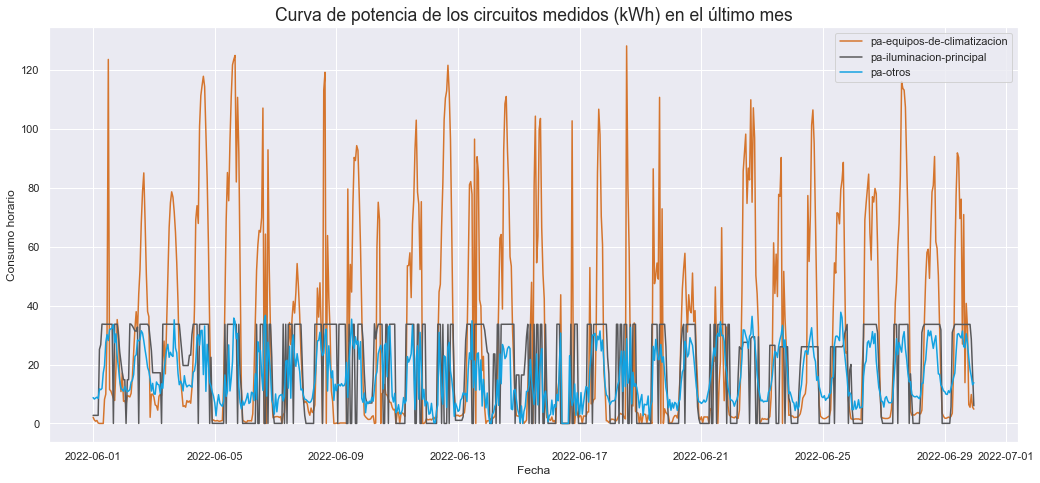 Curva de potencia de los circuitos medidos (kWh) en el último mes
pa-equipos-de-climatizacion
pa-iluminacion-principal
pa-otros
Consumo horario
120
100
80
60
40
20
0
2022-06-01
2022-06-05
2022-06-09
2022-06-13
2022-06-17
2022-06-21
2022-06-25
2022-06-29
2022-07-01
Fecha